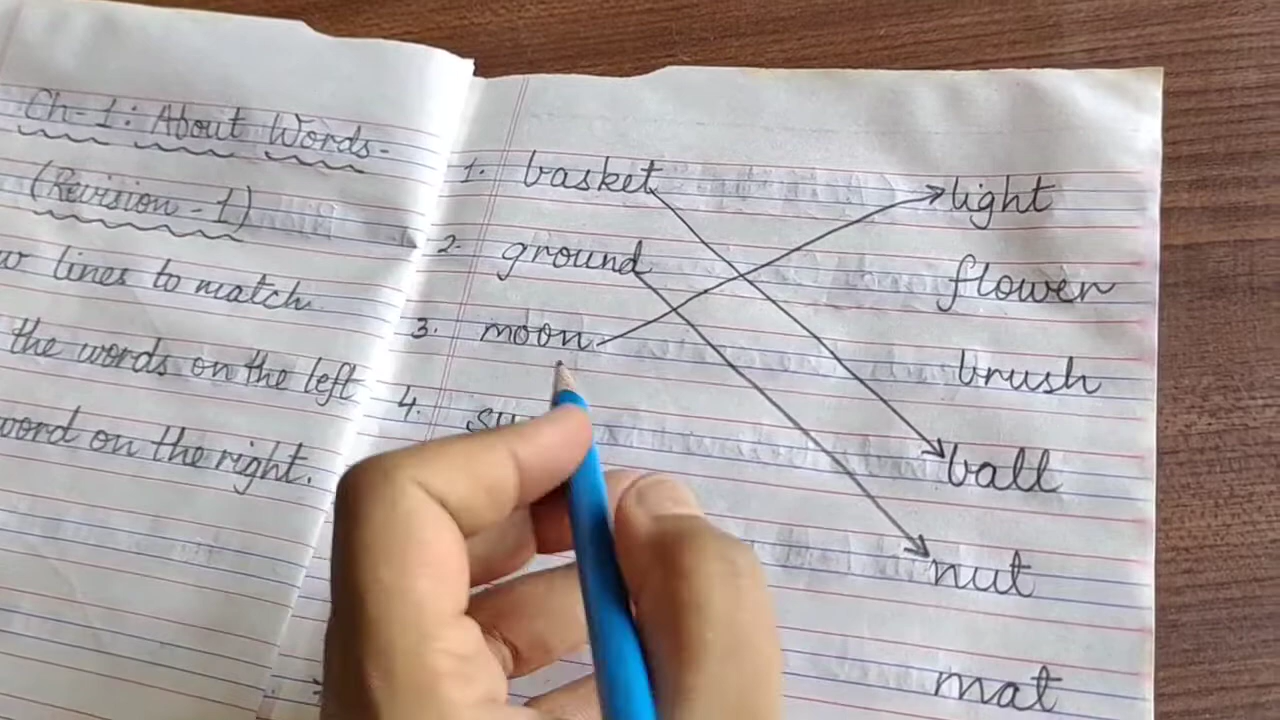 Ch-1: About Words-
(Revision-1)
lines to match
the words on the left
word on the right.
1. basket light
2. ground flower
3. moon brush
4. ball
nut
mat